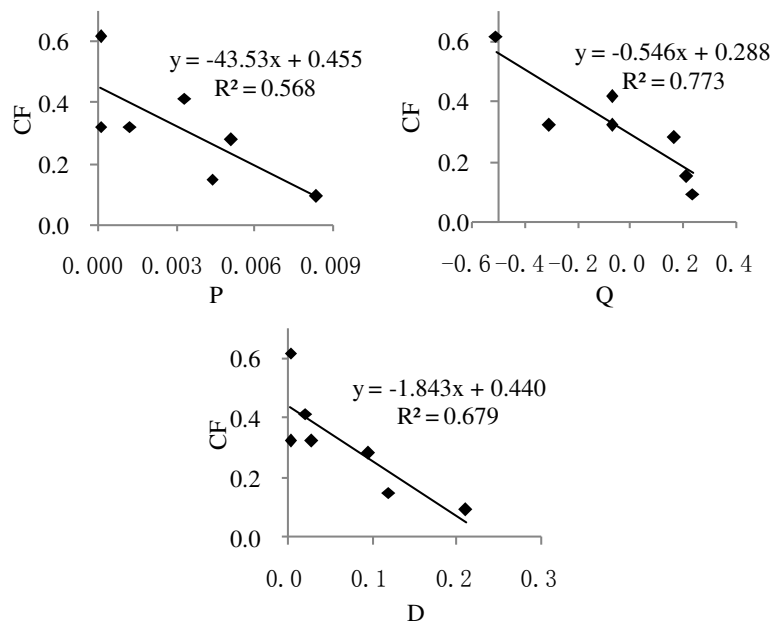 0.6
0.4
0.2
0.0
CF
y = -43.53x + 0.455
R² = 0.568
0.000 0.003 0.006 0.009
P
0.6
0.4
0.2
0.0
CF
y = -0.546x + 0.288
R² = 0.773
-0.6 -0.4 -0.2 0.0 0.2 0.4
Q
0.6
0.4
0.2
0.0
CF
y = -1.843x + 0.440
R² = 0.679
0.0 0.1 0.2 0.3
D